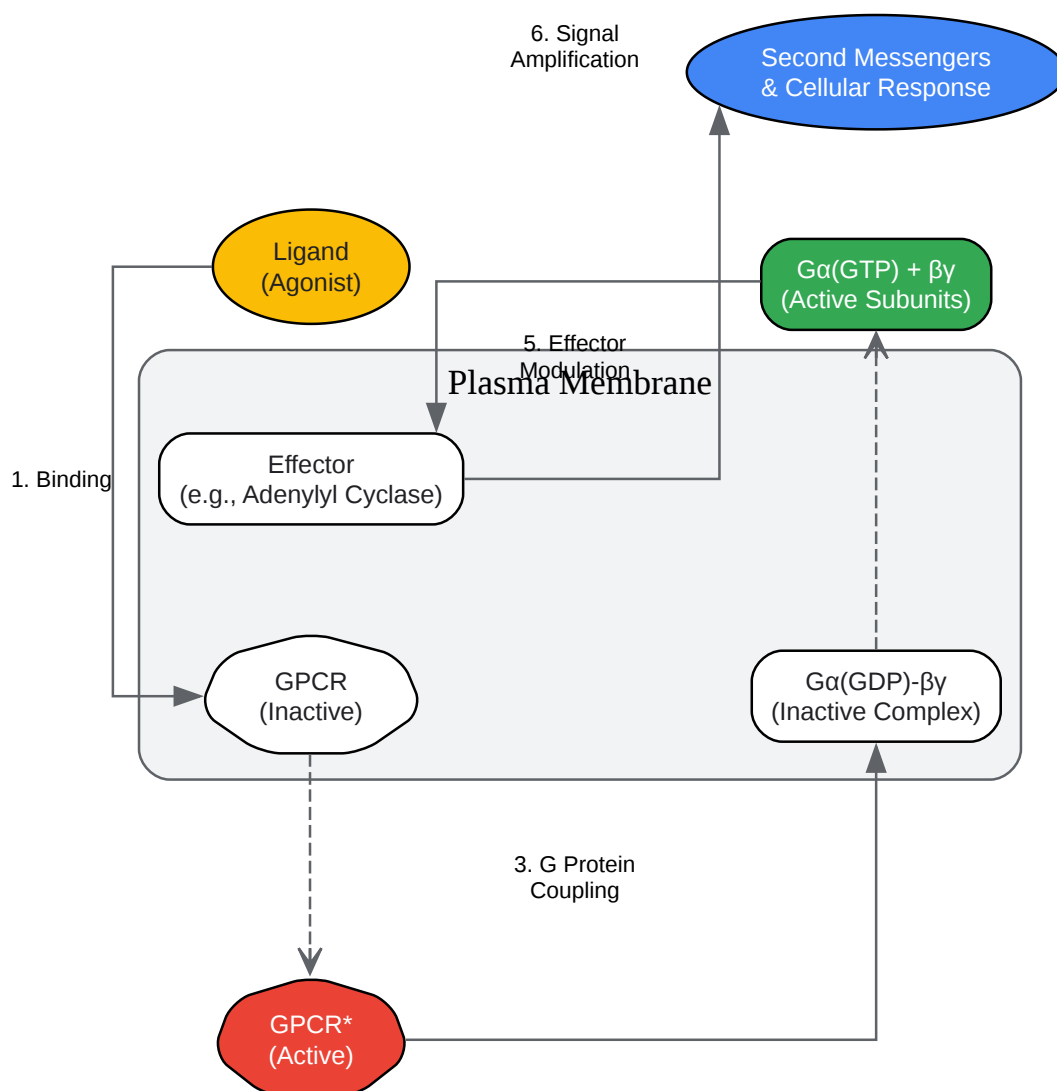 6. Signal
Amplification
Second Messengers
& Cellular Response
Ligand
(Agonist)
Gα(GTP) + βγ
(Active Subunits)
5. Effector
Modulation
Plasma Membrane
Effector
(e.g., Adenylyl Cyclase)
1. Binding
GPCR
(Inactive)
Gα(GDP)-βγ
(Inactive Complex)
3. G Protein
Coupling
GPCR*
(Active)